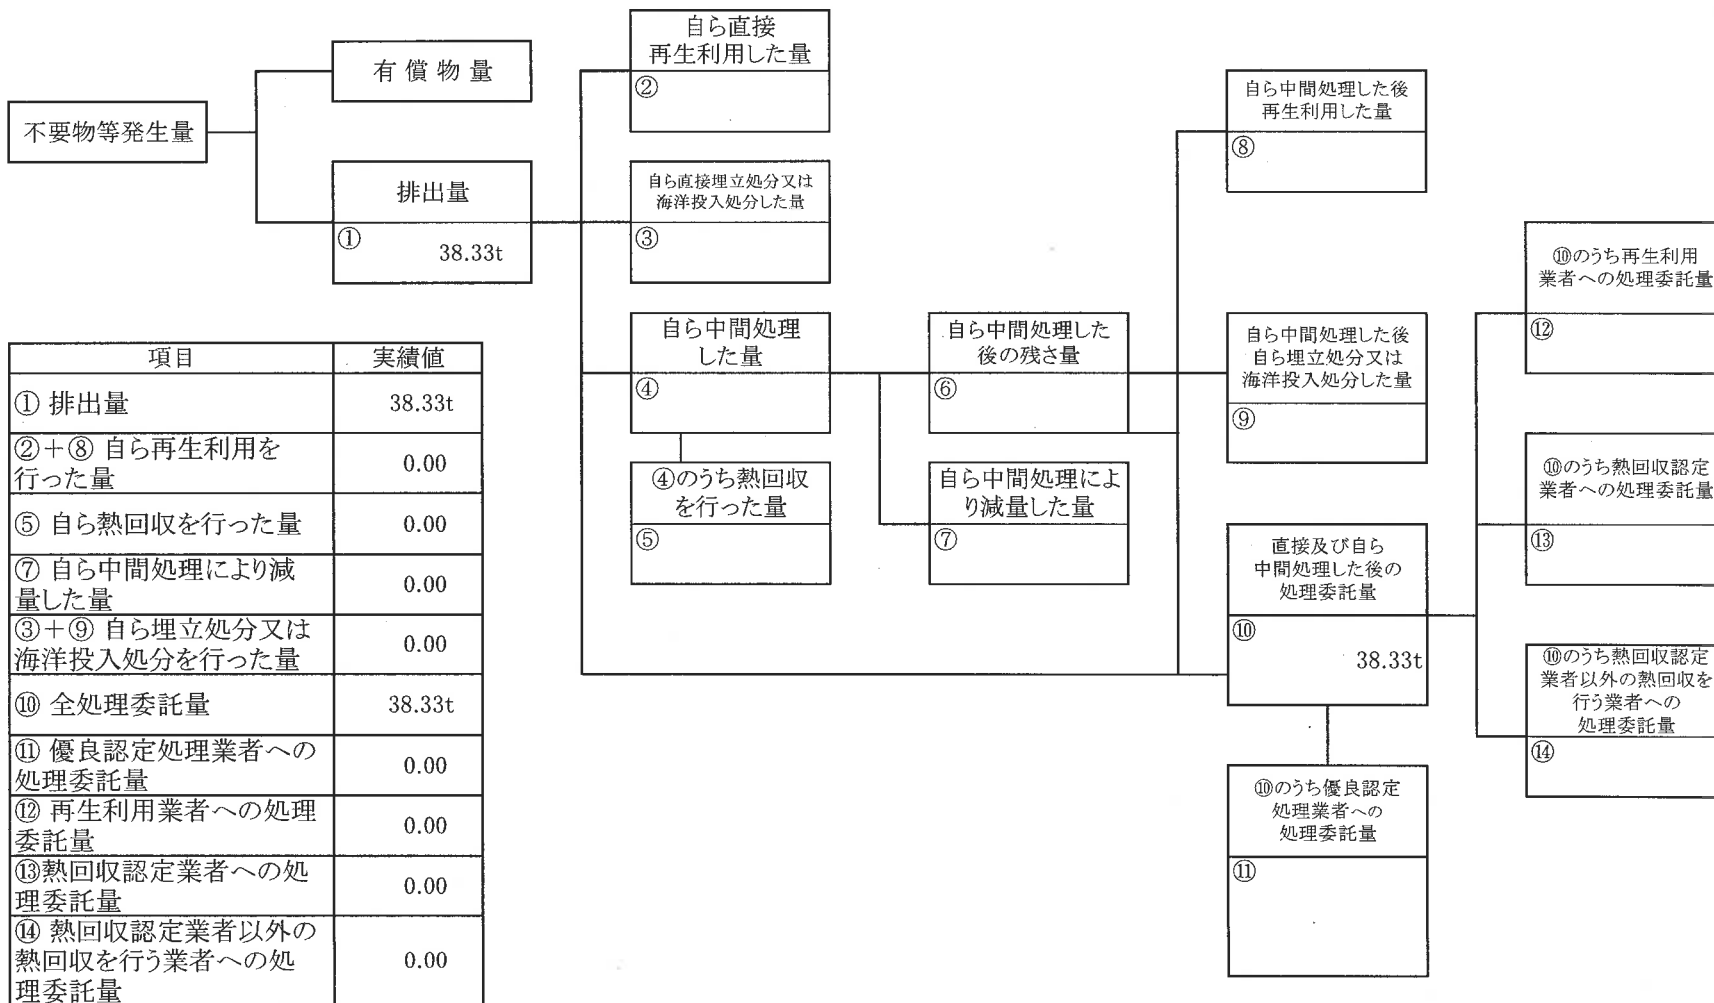 不要物等発生量
有償物量
排出量
①
38.33t
自ら直接
再生利用した量
②
自ら直接埋立処分又は
海洋投入処分した量
③
自ら中間処理
した量
④
④のうち熱回収
を行った量
⑤
自ら中間処理した
後の残さ量
⑥
自ら中間処理によ
り減量した量
⑦
自ら中間処理した後
再生利用した量
⑧
自ら中間処理した後
自ら埋立処分又は
海洋投入処分した量
⑨
直接及び自ら
中間処理した後の
処理委託量
⑩
38.33t
⑩のうち優良認定
処理業者への
処理委託量
⑪
⑩のうち再生利用
業者への処理委託量
⑫
⑩のうち熱回収認定
業者への処理委託量
⑬
⑩のうち熱回収認定
業者以外の熱回収を
行う業者への
処理委託量
⑭
項目 実績値
① 排出量 38.33t
②＋⑧ 自ら再生利用を
行った量 0.00
⑤ 自ら熱回収を行った量 0.00
⑦ 自ら中間処理により減
量した量 0.00
③＋⑨ 自ら埋立処分又は
海洋投入処分を行った量 0.00
⑩ 全処理委託量 38.33t
⑪ 優良認定処理業者への
処理委託量 0.00
⑫ 再生利用業者への処理
委託量 0.00
⑬熱回収認定業者への処
理委託量 0.00
⑭ 熱回収認定業者以外の
熱回収を行う業者への処
理委託量 0.00